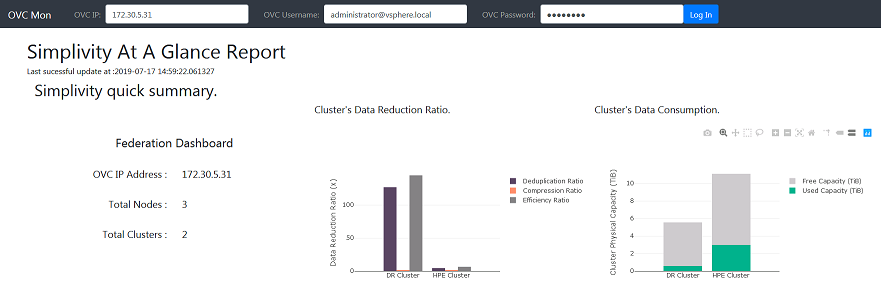 OVC Mon OVC IP: 172.30.5.31 OVC Username: administrator@vsphere.local OVC Password: •••••••• Log In
Simplivity At A Glance Report
Last sucessful update at :2019-07-17 14:59:22.061327
Simplivity quick summary.
Federation Dashboard
OVC IP Address : 172.30.5.31
Total Nodes : 3
Total Clusters : 2
Cluster's Data Reduction Ratio.
Data Reduction Ratio (x)
100
50
0
DR Cluster HPE Cluster
Deduplication Ratio
Compression Ratio
Efficiency Ratio
Cluster's Data Consumption.
Cluster Physical Capacity (TiB)
10
8
6
4
2
0
DR Cluster HPE Cluster
Free Capacity (TiB)
Used Capacity (TiB)